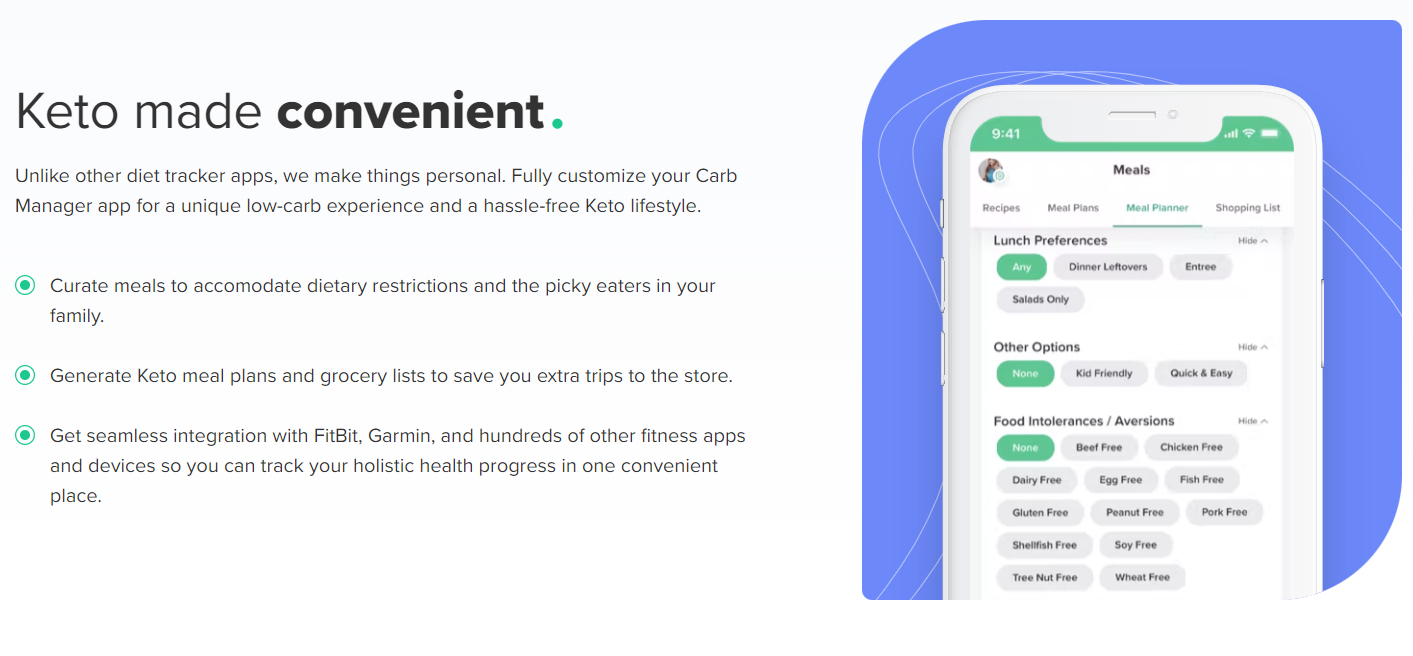 Keto made convenient.
Unlike other diet tracker apps, we make things personal. Fully customize your Carb
Manager app for a unique low-carb experience and a hassle-free Keto lifestyle.
Curate meals to accomodate dietary restrictions and the picky eaters in your
family.
Generate Keto meal plans and grocery lists to save you extra trips to the store.
Get seamless integration with FitBit, Garmin, and hundreds of other fitness apps
and devices so you can track your holistic health progress in one convenient
place.
9:41
Meals
Recipes Meal Plans Meal Planner Shopping List
Lunch Preferences Hide
Any Dinner Leftovers Entree
Salads Only
Other Options Hide
None Kid Friendly Quick & Easy
Food Intolerances / Aversions Hide
None Beef Free Chicken Free
Dairy Free Egg Free Fish Free
Gluten Free Peanut Free Pork Free
Shellfish Free Soy Free
Tree Nut Free Wheat Free